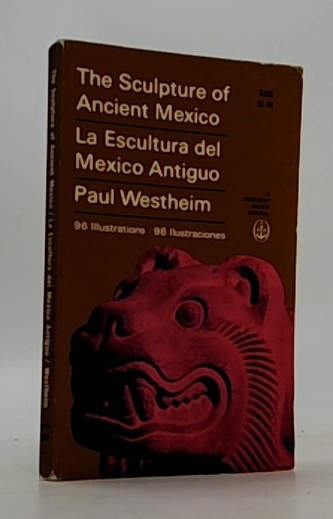 The Sculpture of
Ancient Mexico
La Escultura del
Mexico Antiguo
Paul Westheim
96 Illustrations 96 Ilustraciones
The Sculpture of Ancient Mexico / La Escultura del Mexico Antiguo / Westheim